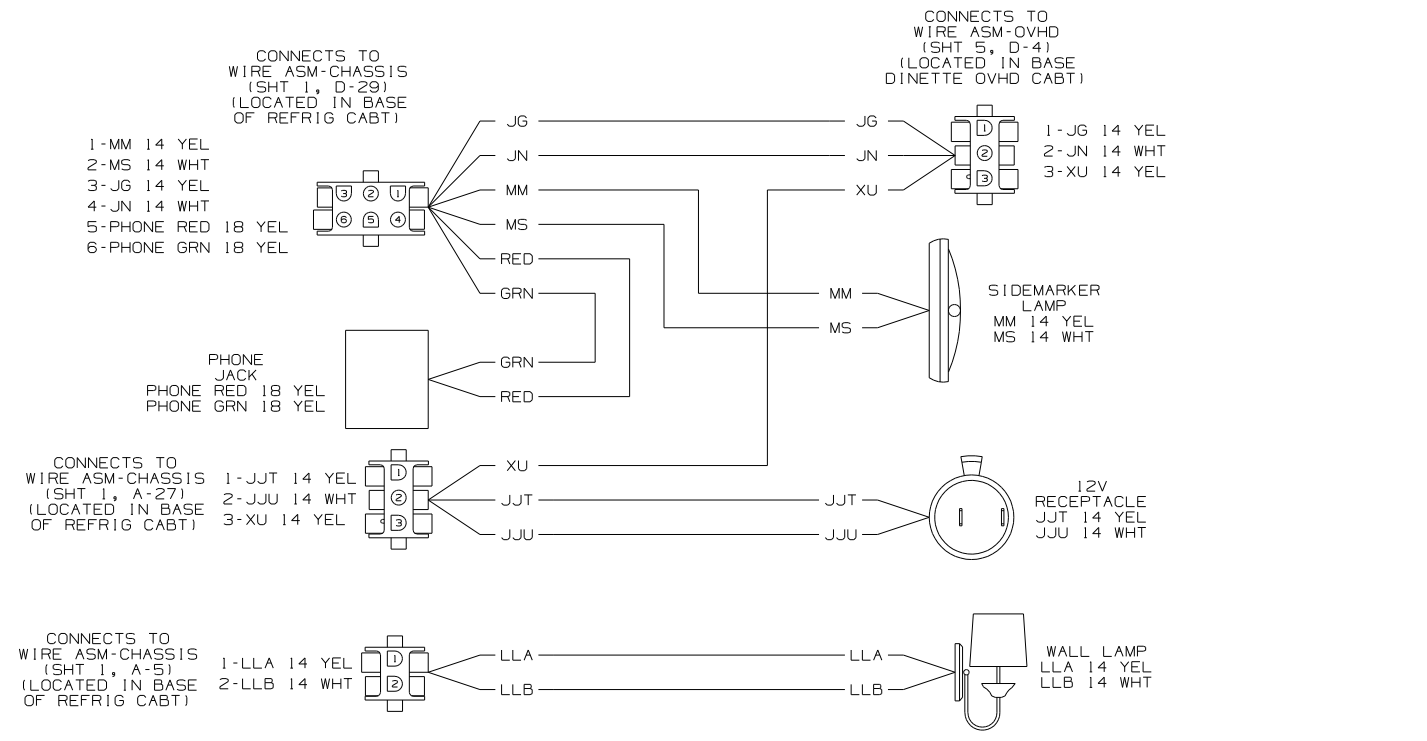 CONNECTS TO
WIRE ASM-CHASSIS
(SHT 1, D-29)
(LOCATED IN BASE
OF REFRIG CABT)
1-MM 14 YEL
2-MS 14 WHT
3-JG 14 YEL
4-JN 14 WHT
5-PHONE RED 18 YEL
6-PHONE GRN 18 YEL
3 2 1
6 5 4
JG
JN
MM
MS
RED
GRN
JG
JN
XU
CONNECTS TO
WIRE ASM-OVHD
(SHT 5, D-4)
(LOCATED IN BASE
DINETTE OVHD CABT)
1
2
3
1-JG 14 YEL
2-JN 14 WHT
3-XU 14 YEL
MM
MS
SIDEMARKER
LAMP
MM 14 YEL
MS 14 WHT
PHONE
JACK
PHONE RED 18 YEL
PHONE GRN 18 YEL
GRN
RED
CONNECTS TO
WIRE ASM-CHASSIS
(SHT 1, A-27)
(LOCATED IN BASE
OF REFRIG CABT)
1-JJT 14 YEL
2-JJU 14 WHT
3-XU 14 YEL
1
2
3
XU
JJT
JJU
JJT
JJU
12V
RECEPTACLE
JJT 14 YEL
JJU 14 WHT
CONNECTS TO
WIRE ASM-CHASSIS
(SHT 1, A-5)
(LOCATED IN BASE
OF REFRIG CABT)
1-LLA 14 YEL
2-LLB 14 WHT
1
2
LLA
LLB
LLA
LLB
WALL LAMP
LLA 14 YEL
LLB 14 WHT